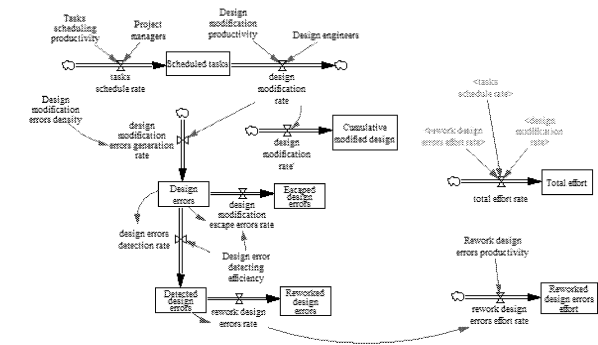 Tasks
scheduling
productivity
Project
managers
Design
modification
productivity
Design engineers
Scheduled tasks
tasks
schedule rate
design
modification
rate
<tasks
schedule rate>
Design
modification
errors density
design
modification
errors generation
rate
design
modification
rate'
Cumulative
modified design
<rework design
errors effort rate>
<design
modification
rate>
total effort rate
Total effort
Design
errors
design
modification
escape errors rate
Escaped
design
errors
design errors
detection rate
Design error
detecting
efficiency
Rework design
errors productivity
Detected
design
errors
rework design
errors rate
Reworked
design
errors
rework design
errors effort rate
Reworked
design errors
effort